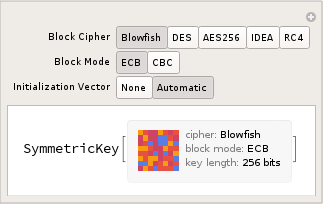 Block Cipher Blowfish DES AES256 IDEA RC4
Block Mode ECB CBC
Initialization Vector None Automatic
cipher: Blowfish
SymmetricKey[ block mode: ECB ]
key length: 256 bits